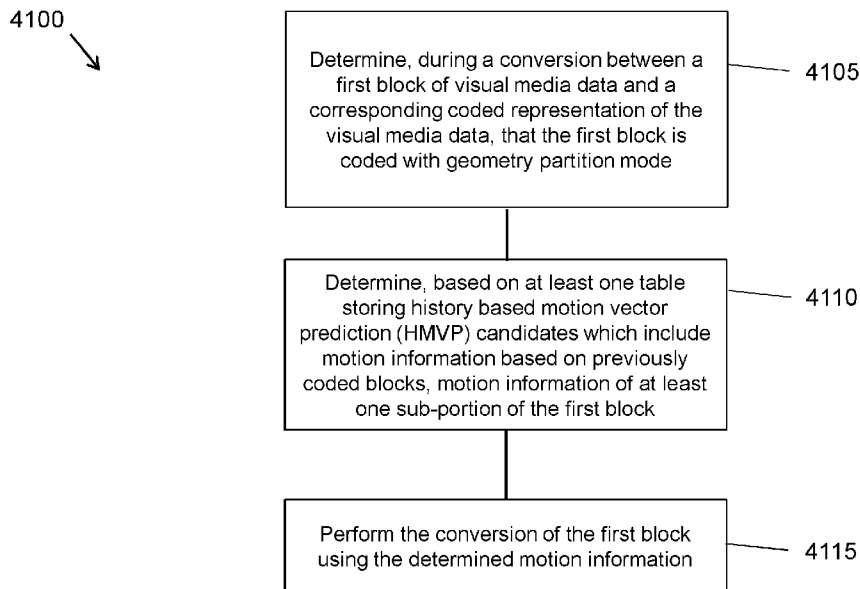 4100
Determine, during a conversion between a
first block of visual media data and a
corresponding coded representation of the
visual media data, that the first block is
coded with geometry partition mode
4105
Determine, based on at least one table
storing history based motion vector
prediction (HMVP) candidates which include
motion information based on previously
coded blocks, motion information of at least
one sub-portion of the first block
4110
Perform the conversion of the first block
using the determined motion information
4115